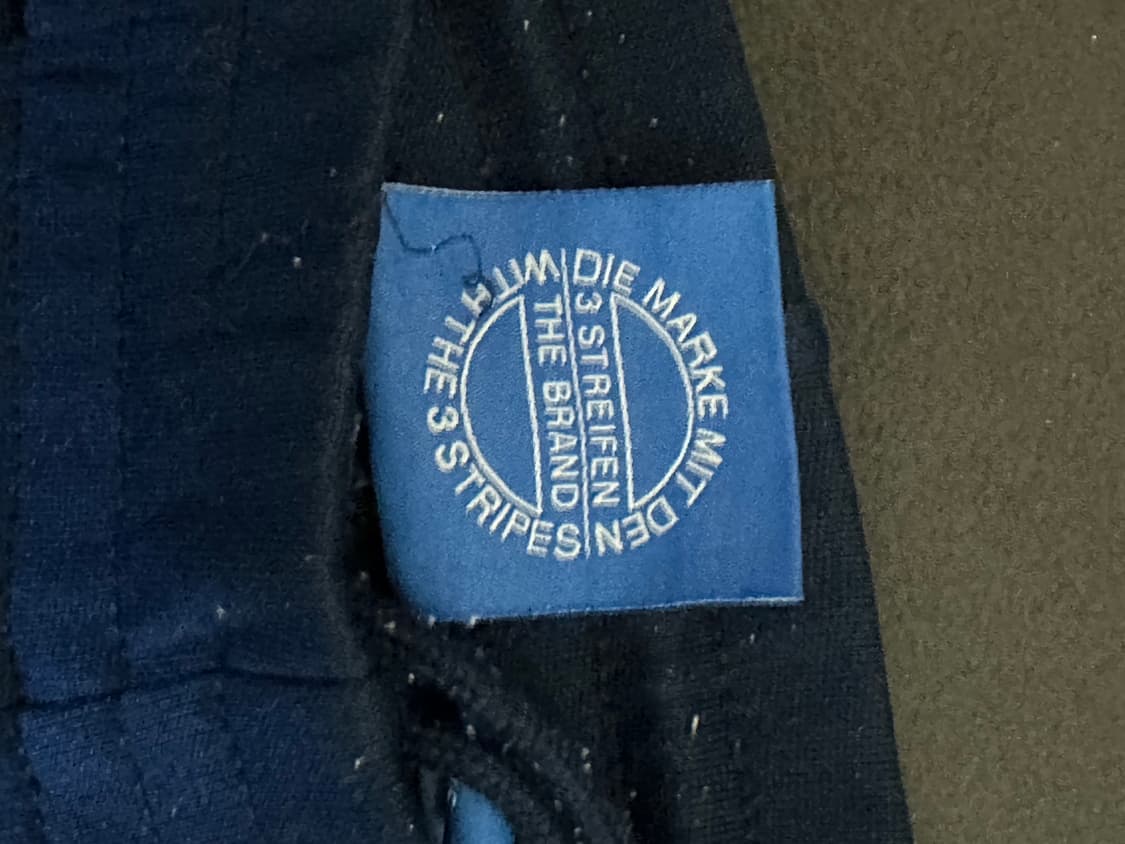 DIE MARKE MIT DEN
3 STREIFEN
THE BRAND
WITH THE 3 STRIPES